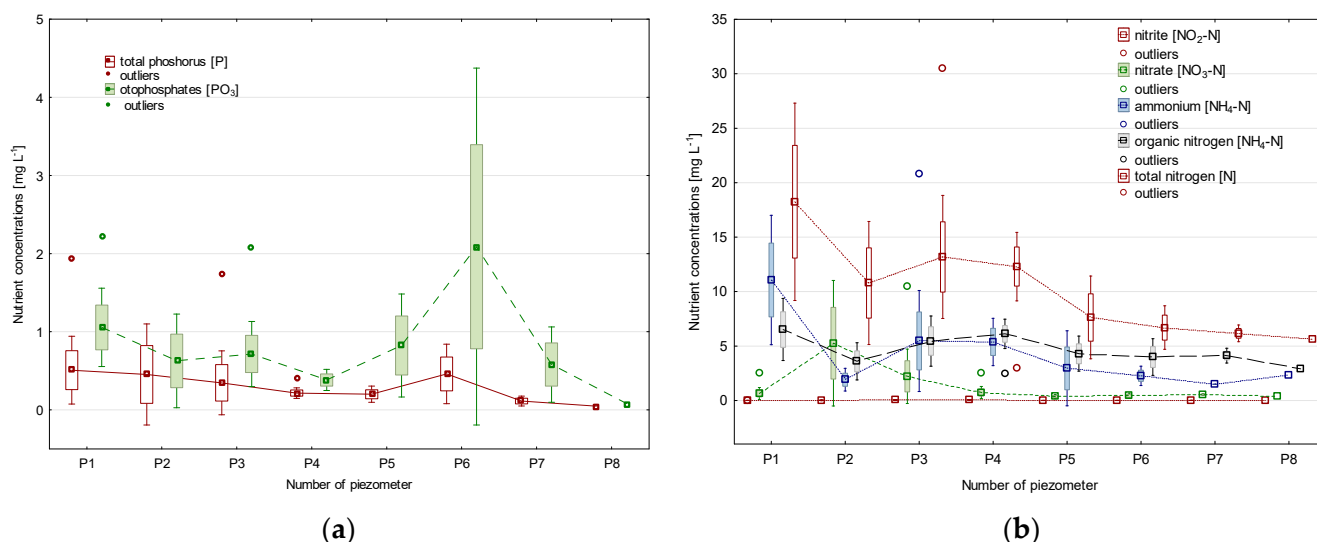 5
4
3
2
1
0
Nutrient concentrations [mg L⁻¹]
total phoshorus [P]
outliers
otophosphates [PO₃]
outliers
P1 P2 P3 P4 P5 P6 P7 P8
Number of piezometer
(a)
35
30
25
20
15
10
5
0
Nutrient concentrations [mg L⁻¹]
nitrite [NO₂-N]
outliers
nitrate [NO₃-N]
outliers
ammonium [NH₄-N]
outliers
organic nitrogen [NH₄-N]
outliers
total nitrogen [N]
outliers
P1 P2 P3 P4 P5 P6 P7 P8
Number of piezometer
(b)